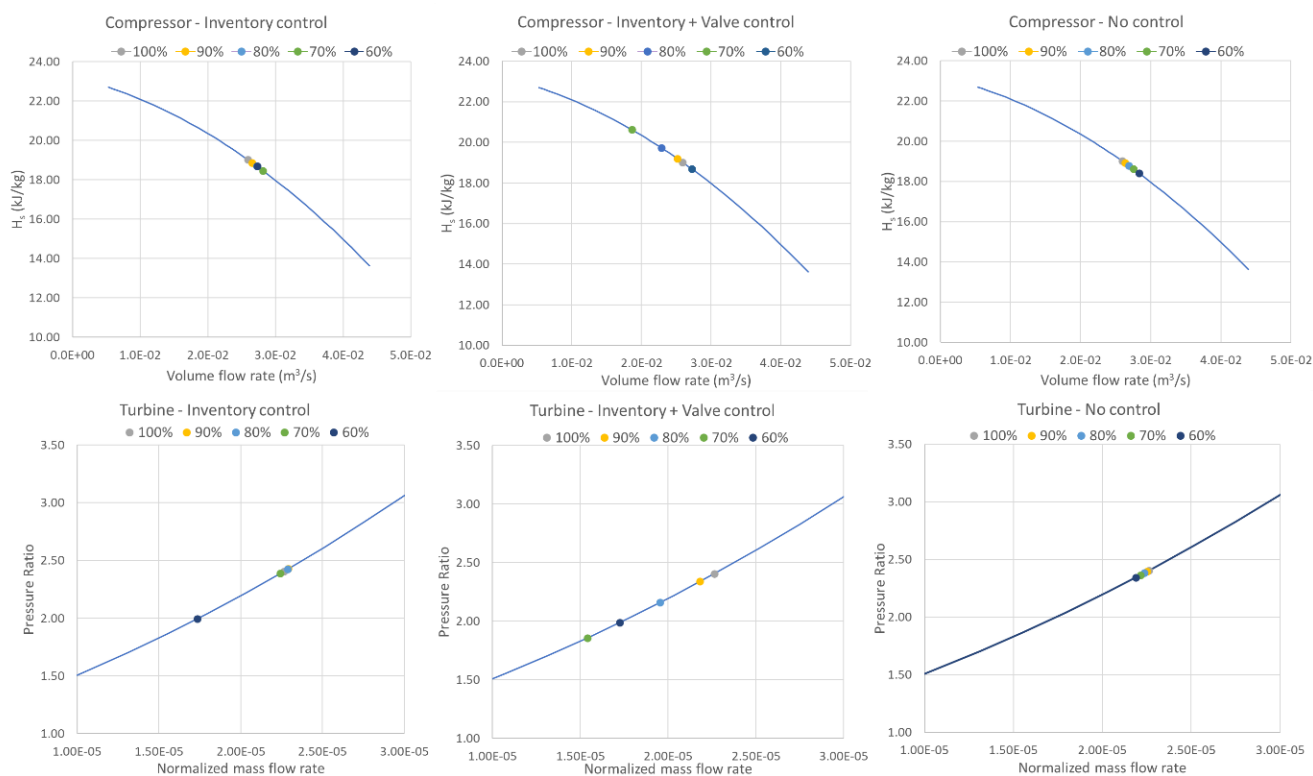 Compressor - Inventory control
100% 90% 80% 70% 60%
24.00
22.00
20.00
18.00
16.00
14.00
12.00
10.00
Hs (kJ/kg)
0.0E+00 1.0E-02 2.0E-02 3.0E-02 4.0E-02 5.0E-02
Volume flow rate (m³/s)
Compressor - Inventory + Valve control
100% 90% 80% 70% 60%
24.00
22.00
20.00
18.00
16.00
14.00
12.00
10.00
Hs (kJ/kg)
0.0E+00 1.0E-02 2.0E-02 3.0E-02 4.0E-02 5.0E-02
Volume flow rate (m³/s)
Compressor - No control
100% 90% 80% 70% 60%
24.00
22.00
20.00
18.00
16.00
14.00
12.00
10.00
Hs (kJ/kg)
0.0E+00 1.0E-02 2.0E-02 3.0E-02 4.0E-02 5.0E-02
Volume flow rate (m³/s)
Turbine - Inventory control
100% 90% 80% 70% 60%
3.50
3.00
2.50
2.00
1.50
1.00
Pressure Ratio
1.00E-05 1.50E-05 2.00E-05 2.50E-05 3.00E-05
Normalized mass flow rate
Turbine - Inventory + Valve control
100% 90% 80% 70% 60%
3.50
3.00
2.50
2.00
1.50
1.00
Pressure Ratio
1.00E-05 1.50E-05 2.00E-05 2.50E-05 3.00E-05
Normalized mass flow rate
Turbine - No control
100% 90% 80% 70% 60%
3.50
3.00
2.50
2.00
1.50
1.00
Pressure Ratio
1.00E-05 1.50E-05 2.00E-05 2.50E-05 3.00E-05
Normalized mass flow rate